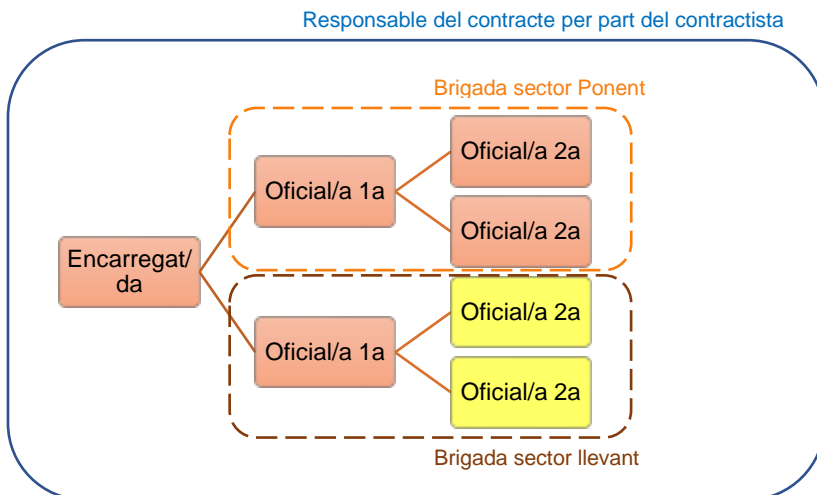 Responsable del contracte per part del contractista
Brigada sector Ponent
Oficial/a 2a
Oficial/a 1a
Oficial/a 2a
Encarregat/
da
Oficial/a 2a
Oficial/a 1a
Oficial/a 2a
Brigada sector llevant